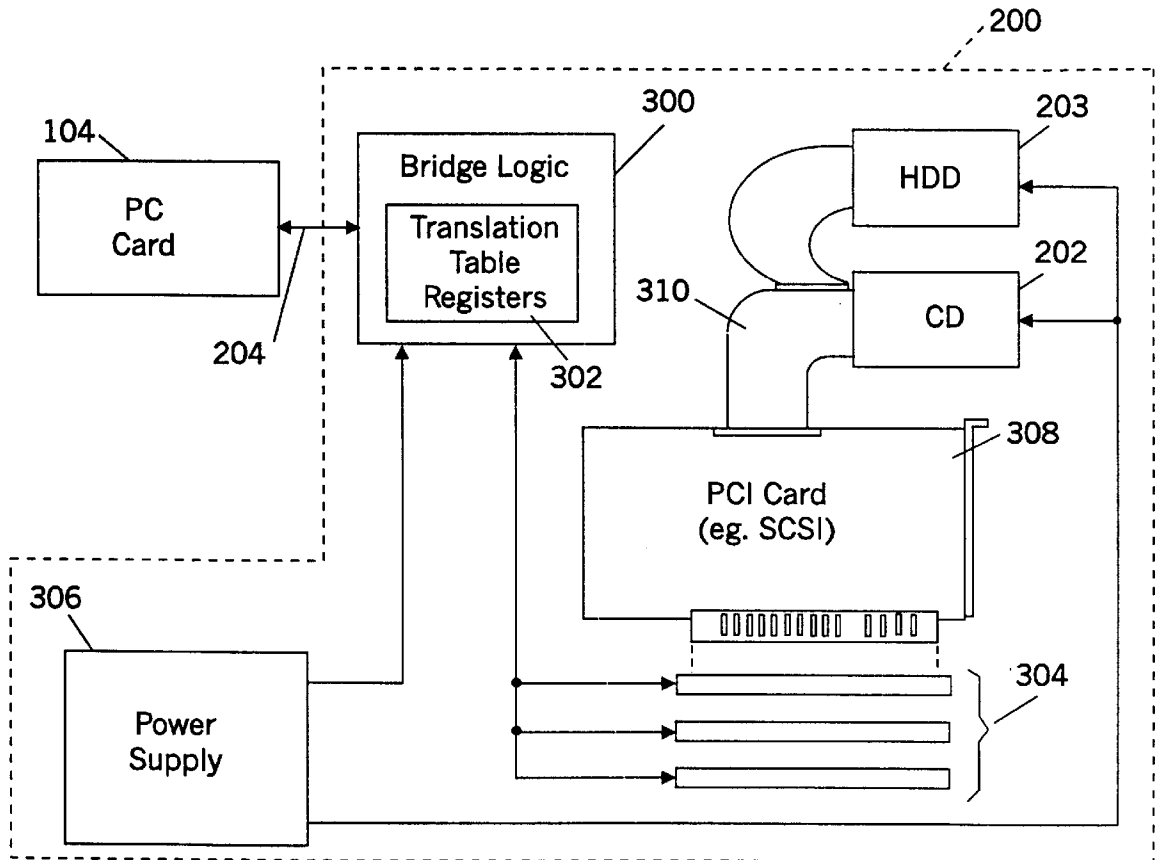 200
104
300
203
PC
Card
Bridge Logic
Translation
Table
Registers
HDD
204
302
310
202
CD
308
PCI Card
(eg. SCSI)
306
Power
Supply
304